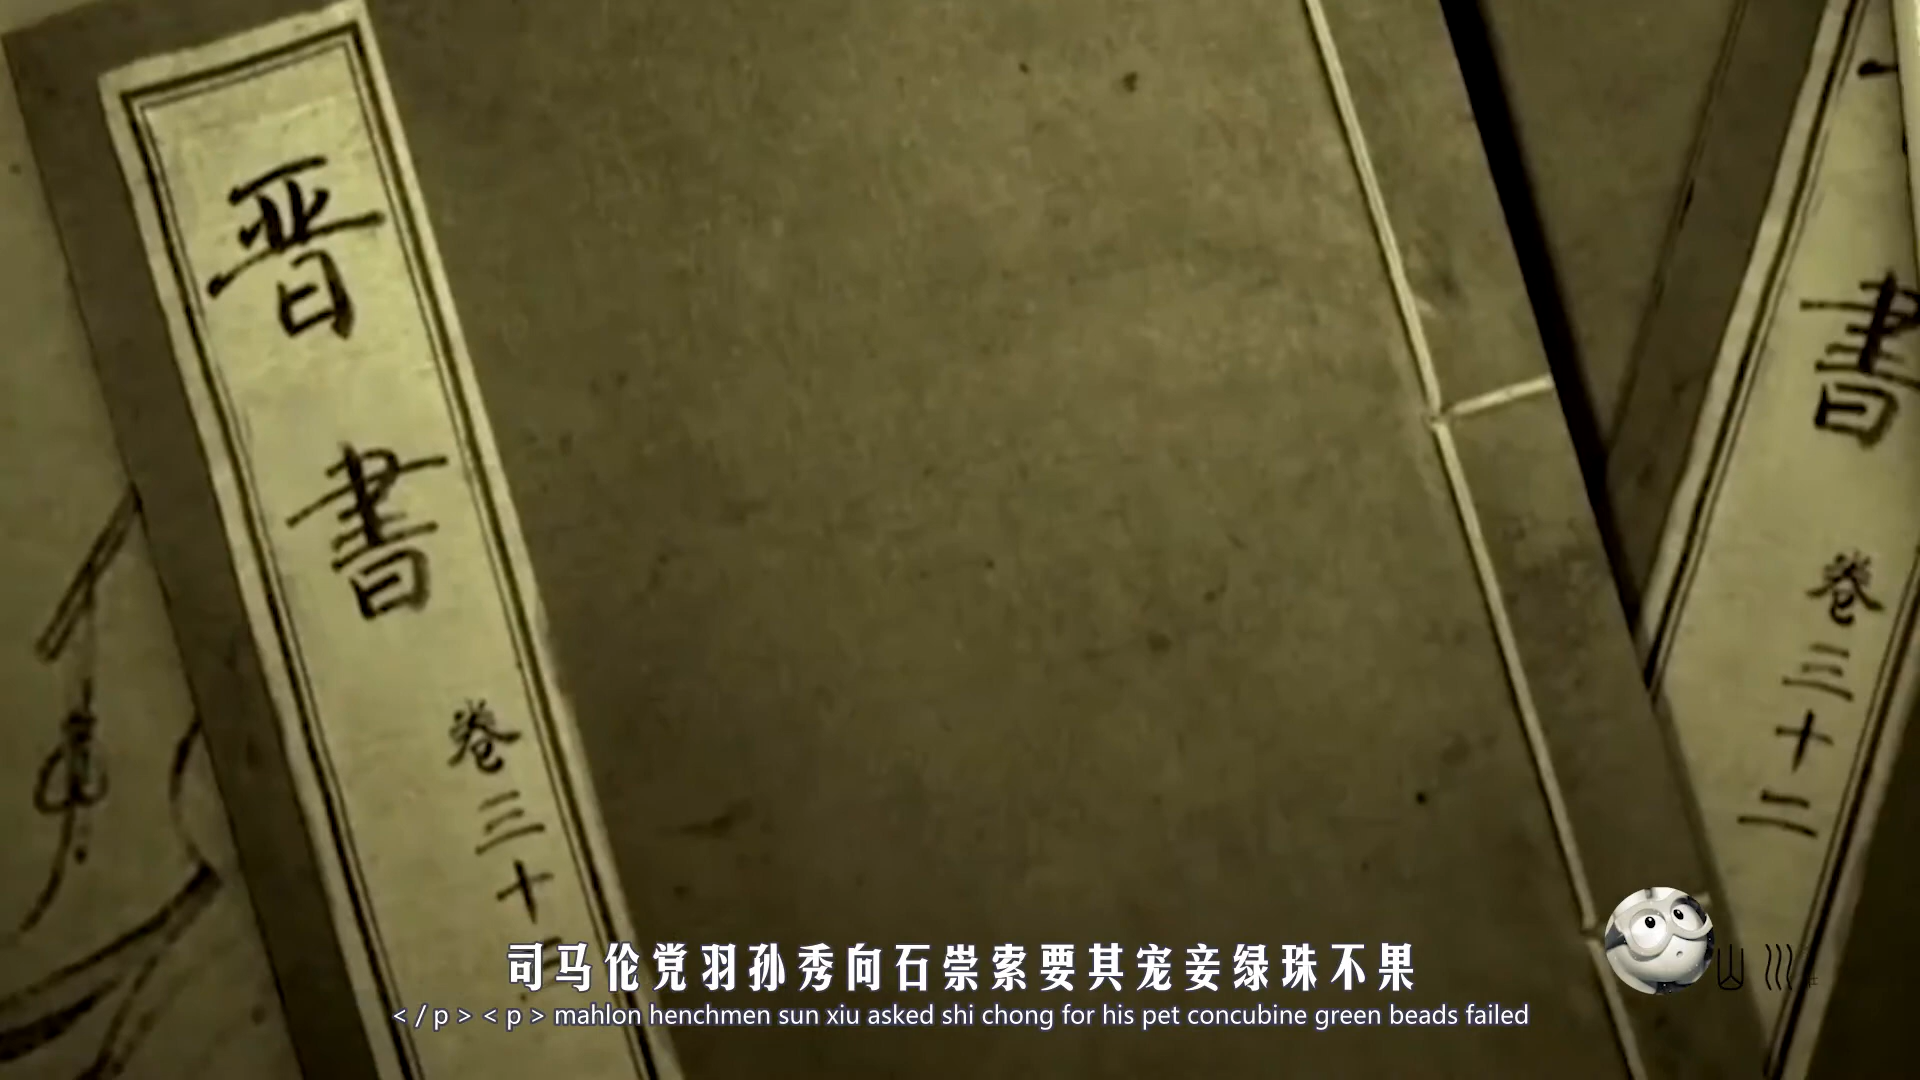 晋書
卷三十二
書
卷三十二
司马伦党羽孙秀向石崇索要其宠妾绿珠不果
< / p > < p > mahlon henchmen sun xiu asked shi chong for his pet concubine green beads failed